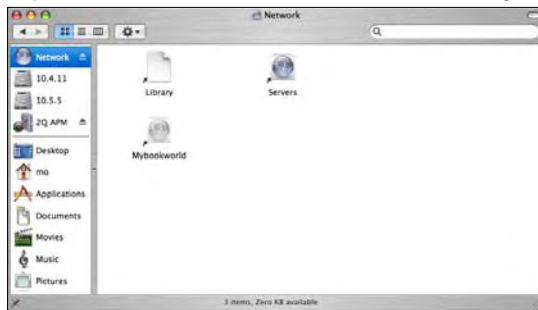 Network
Network
10.4.11
10.5.5
2Q APM
Desktop
mo
Applications
Documents
Movies
Music
Pictures
Library
Servers
Mybookworld
3 items, Zero KB available